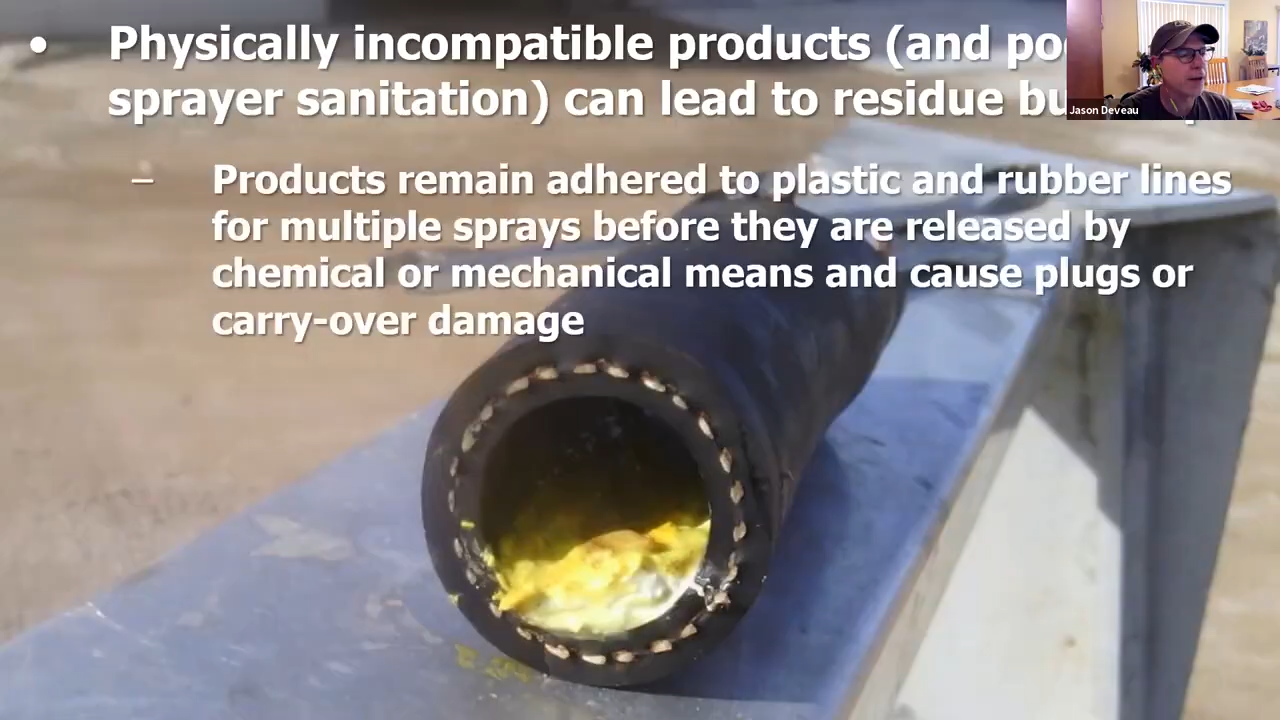 • Physically incompatible products (and
sprayer sanitation) can lead to residue
– Products remain adhered to plastic and rubber lines
for multiple sprays before they are released by
chemical or mechanical means and cause plugs or
carry-over damage
Jason Deveau